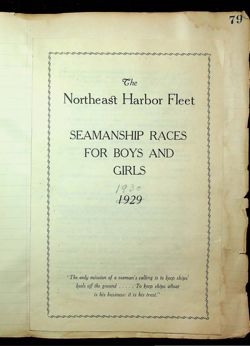 79
The
Northeast Harbor Fleet
SEAMANSHIP RACES
FOR BOYS AND
GIRLS
1930
1929
"The only mission of a seaman's calling is to keep ships'
keels off the ground . . . . . To keep ships afloat
is his business: it is his trust."